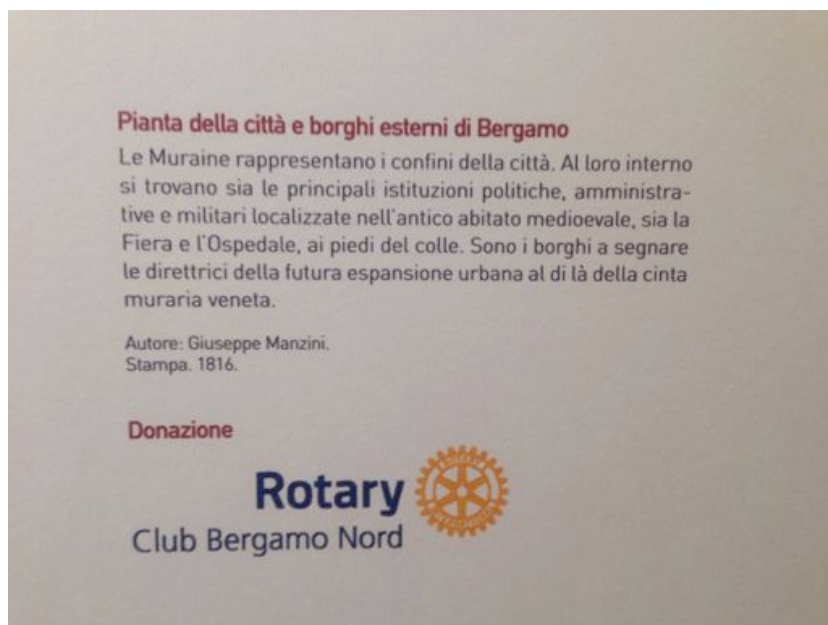 Pianta della città e borghi esterni di Bergamo
Le Muraine rappresentano i confini della città. Al loro interno
si trovano sia le principali istituzioni politiche, amministra-
tive e militari localizzate nell'antico abitato medioevale, sia la
Fiera e l'Ospedale, ai piedi del colle. Sono i borghi a segnare
le direttrici della futura espansione urbana al di là della cinta
muraria veneta.
Autore: Giuseppe Manzini.
Stampa. 1816.
Donazione
Rotary
Club Bergamo Nord